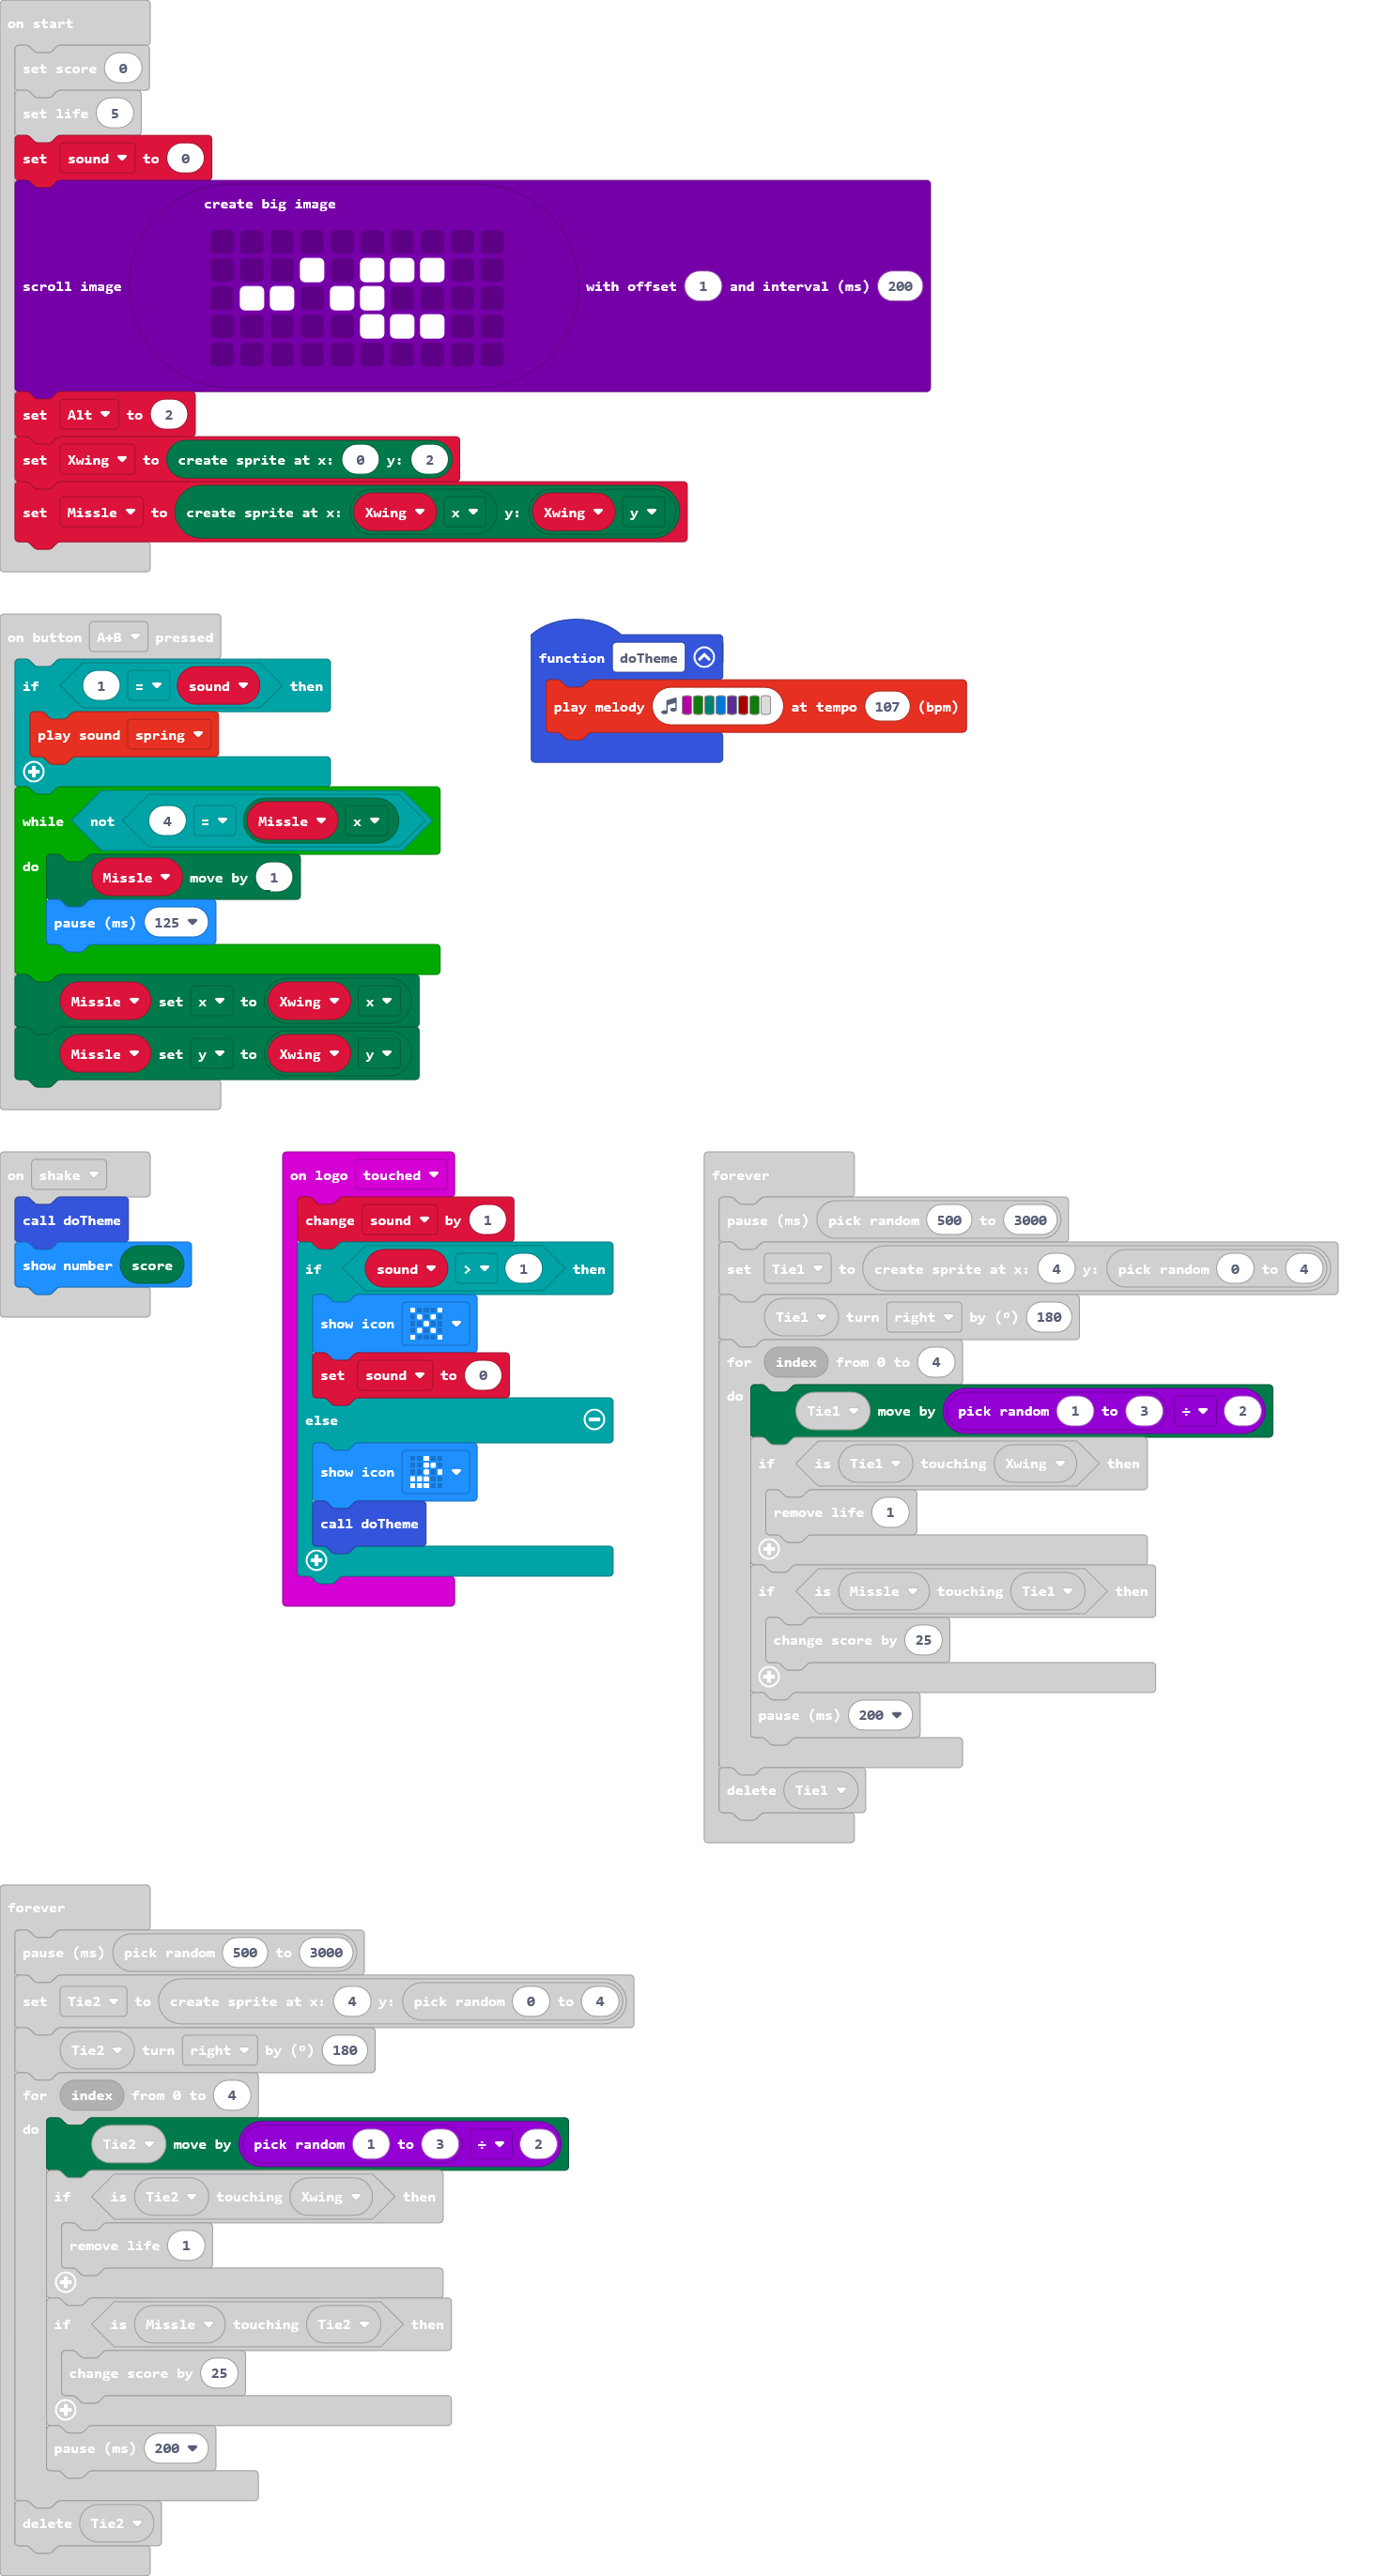 on start
set score 0
set life 5
set sound to 0
create big image
scroll image with offset 1 and interval (ms) 200
set Alt to 2
set Xwing to create sprite at x: 0 y: 2
set Missle to create sprite at x: Xwing x y: Xwing y
on button A+B pressed
if 1 = sound then
play sound spring
while not 4 = Missle x
do
Missle move by 1
pause (ms) 125
Missle set x to Xwing x
Missle set y to Xwing y
function doTheme
play melody at tempo 107 (bpm)
on shake
call doTheme
show number score
on logo touched
change sound by 1
if sound > 1 then
show icon
set sound to 0
else
show icon
call doTheme
forever
pause (ms) pick random 500 to 3000
set Tie1 to create sprite at x: 4 y: pick random 0 to 4
Tie1 turn right by (º) 180
for index from 0 to 4
do
Tie1 move by pick random 1 to 3 ÷ 2
if is Tie1 touching Xwing then
remove life 1
if is Missle touching Tie1 then
change score by 25
pause (ms) 200
delete Tie1
forever
pause (ms) pick random 500 to 3000
set Tie2 to create sprite at x: 4 y: pick random 0 to 4
Tie2 turn right by (º) 180
for index from 0 to 4
do
Tie2 move by pick random 1 to 3 ÷ 2
if is Tie2 touching Xwing then
remove life 1
if is Missle touching Tie2 then
change score by 25
pause (ms) 200
delete Tie2